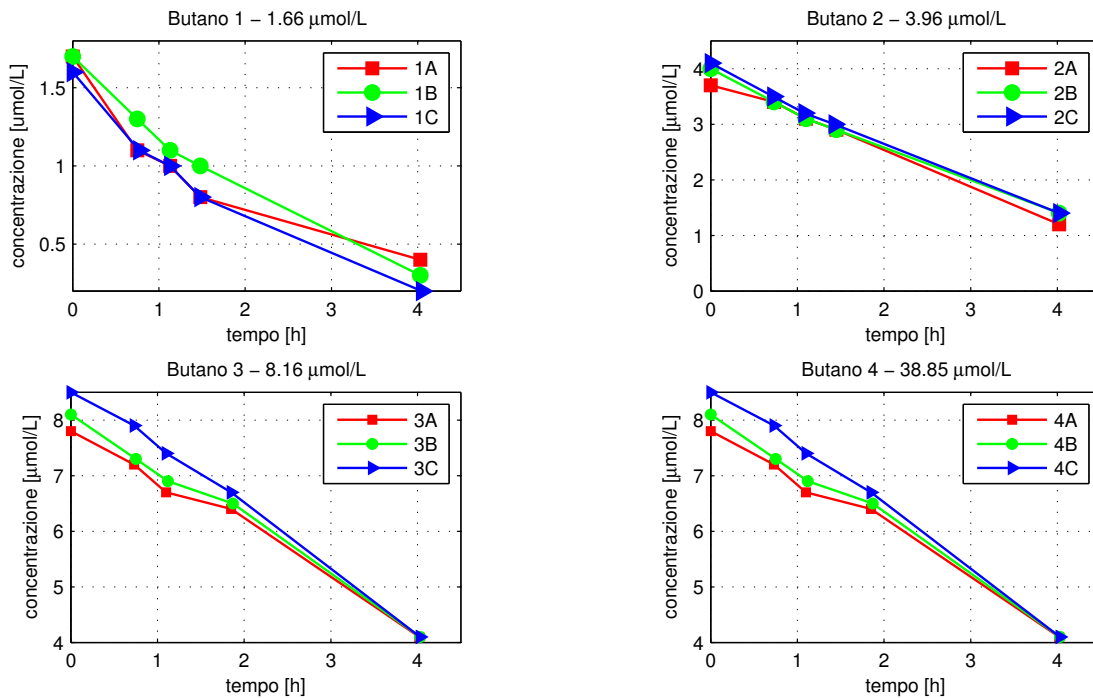 Butano 1 − 1.66 µmol/L
concentrazione [µmol/L]
1.5
1
0.5
0 1 2 3 4
tempo [h]
1A
1B
1C
Butano 2 − 3.96 µmol/L
concentrazione [µmol/L]
4
3
2
1
0
0 1 2 3 4
tempo [h]
2A
2B
2C
Butano 3 − 8.16 µmol/L
concentrazione [µmol/L]
8
7
6
5
4
0 1 2 3 4
tempo [h]
3A
3B
3C
Butano 4 − 38.85 µmol/L
concentrazione [µmol/L]
8
7
6
5
4
0 1 2 3 4
tempo [h]
4A
4B
4C